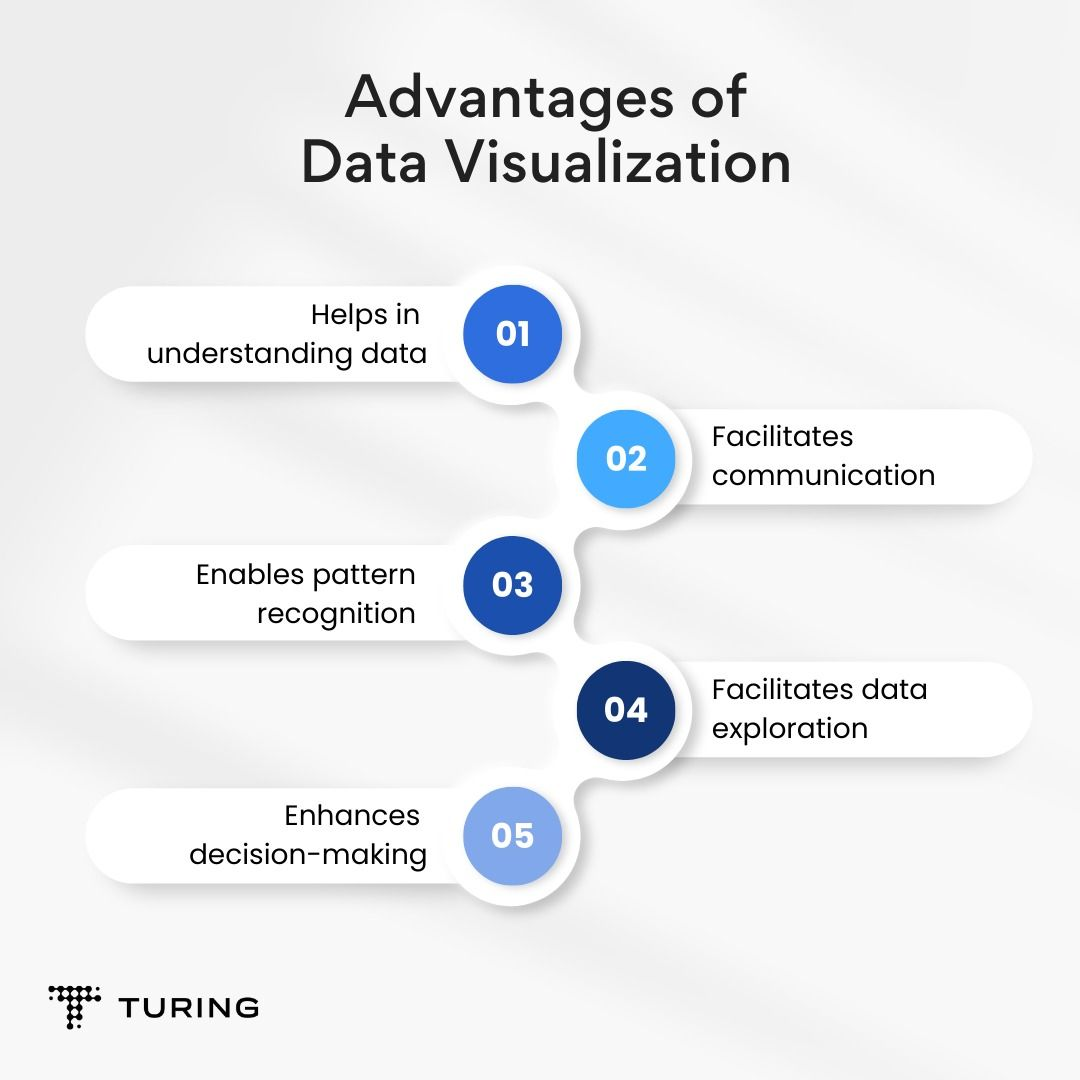 Advantages of
Data Visualization
Helps in
understanding data
01
02
Facilitates
communication
Enables pattern
recognition
03
04
Facilitates data
exploration
Enhances
decision-making
05
TURING